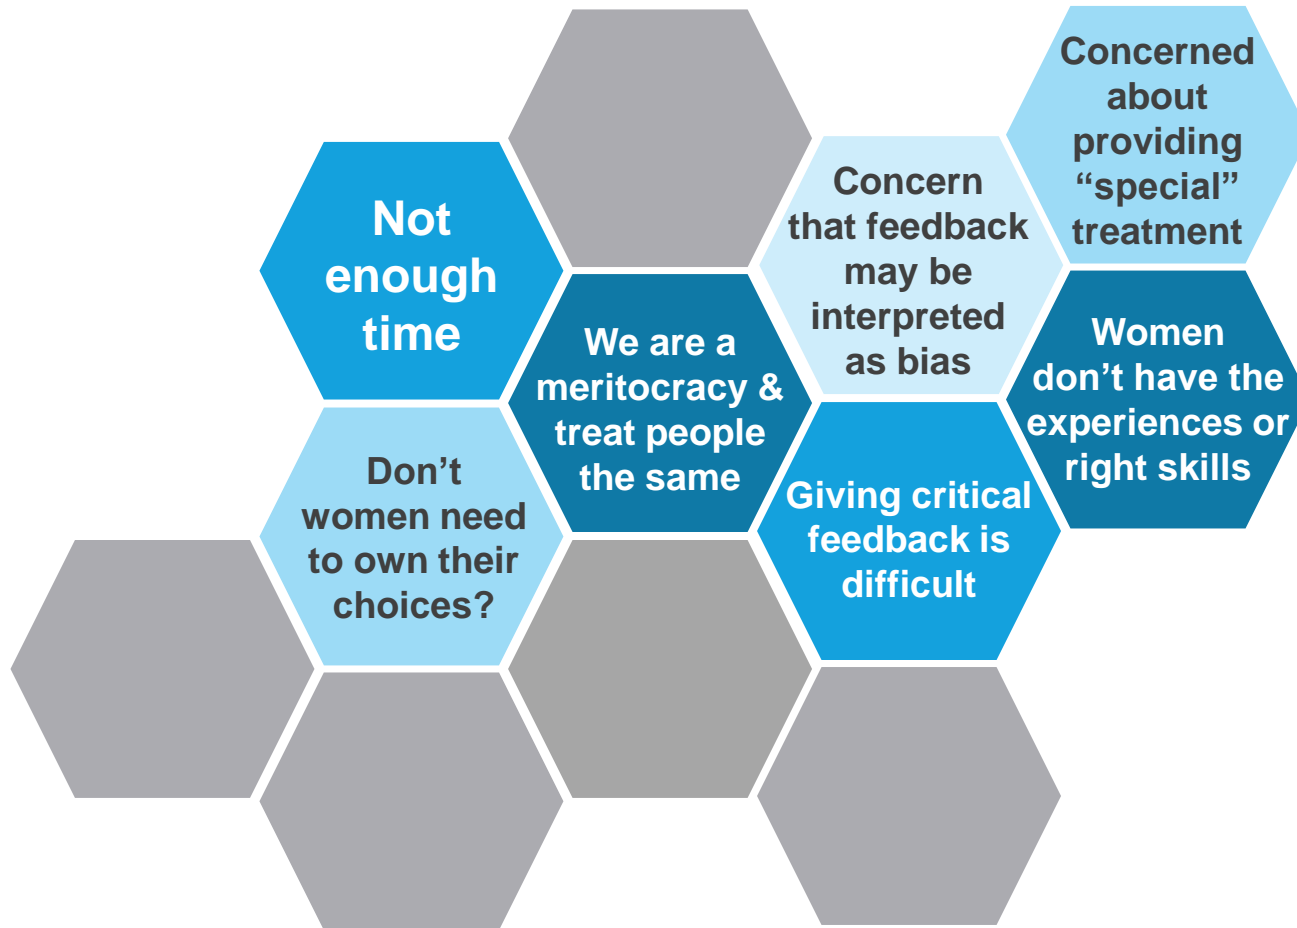 Not
enough
time
Don’t
women need
to own their
choices?
We are a
meritocracy &
treat people
the same
Concern
that feedback
may be
interpreted
as bias
Giving critical
feedback is
difficult
Concerned
about
providing
“special”
treatment
Women
don’t have the
experiences or
right skills